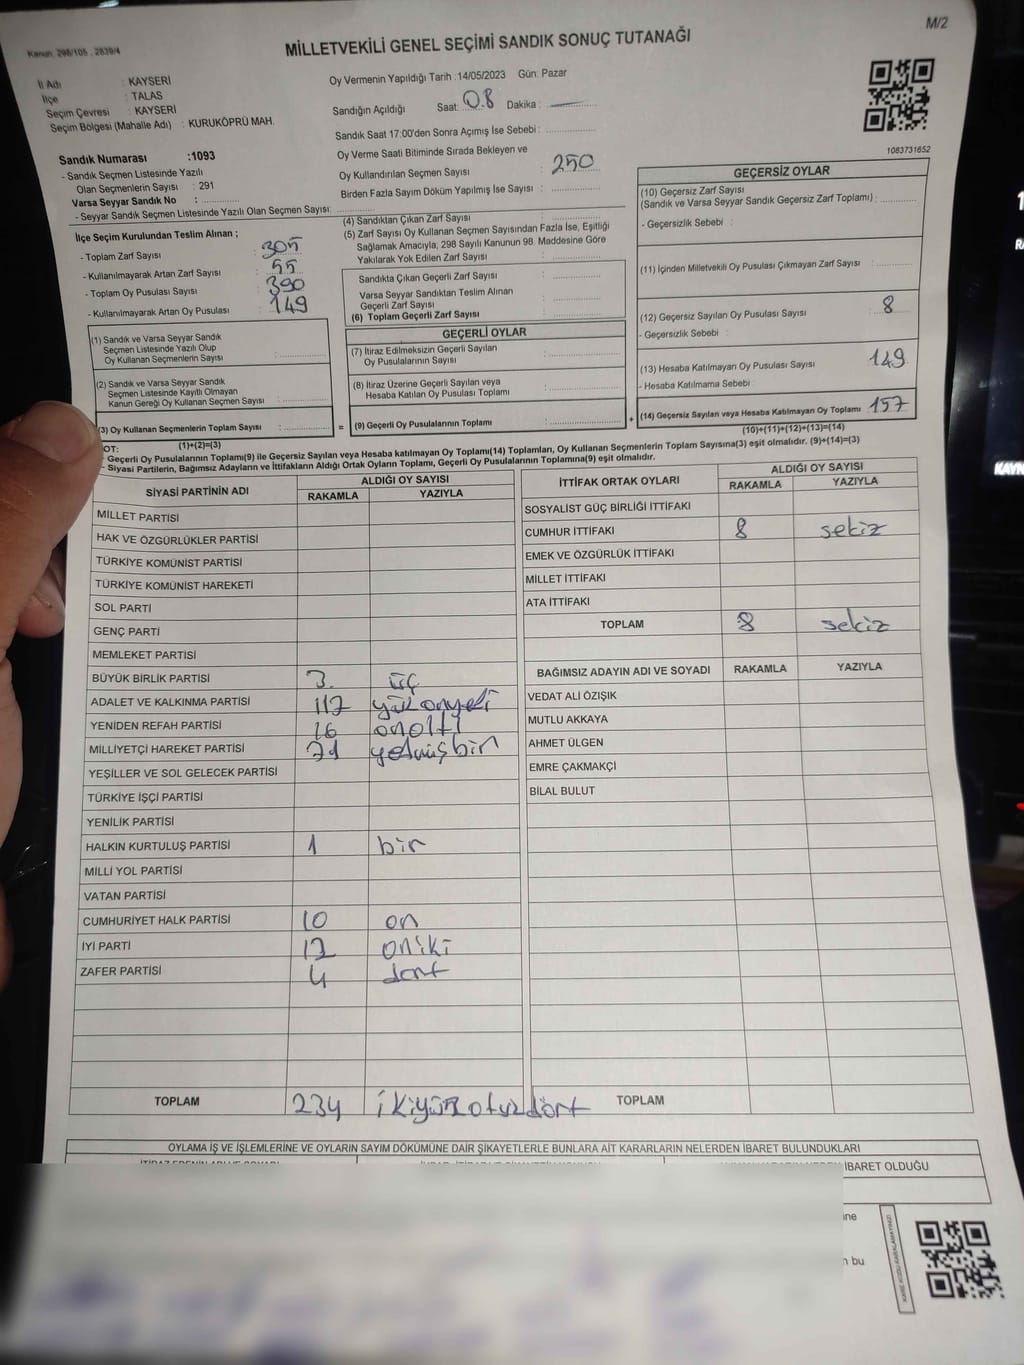 M/2
Kanun: 298/105 , 2839/4
MİLLETVEKİLİ GENEL SEÇİMİ SANDIK SONUÇ TUTANAĞI
İl Adı : KAYSERİ
İlçe : TALAS
Seçim Çevresi : KAYSERİ
Seçim Bölgesi (Mahalle Adı) : KURUKÖPRÜ MAH.
Sandık Numarası :1093
- Sandık Seçmen Listesinde Yazılı
Olan Seçmenlerin Sayısı : 291
Varsa Seyyar Sandık No :
- Seyyar Sandık Seçmen Listesinde Yazılı Olan Seçmen Sayısı:
Oy Vermenin Yapıldığı Tarih :14/05/2023 Gün: Pazar
Sandığın Açıldığı Saat: 08 Dakika :
Sandık Saat 17:00'den Sonra Açımış İse Sebebi :
Oy Verme Saati Bitiminde Sırada Bekleyen ve
Oy Kullandırılan Seçmen Sayısı : 250
Birden Fazla Sayım Döküm Yapılmış İse Sayısı :
1083731652
İlçe Seçim Kurulundan Teslim Alınan ;
- Toplam Zarf Sayısı : 305
- Kullanılmayarak Artan Zarf Sayısı : 55
- Toplam Oy Pusulası Sayısı : 390
- Kullanılmayarak Artan Oy Pusulası : 149
(1) Sandık ve Varsa Seyyar Sandık
Seçmen Listesinde Yazılı Olup
Oy Kullanan Seçmenlerin Sayısı :
(2) Sandık ve Varsa Seyyar Sandık
Seçmen Listesinde Kayıtlı Olmayan
Kanun Gereği Oy Kullanan Seçmen Sayısı :
(3) Oy Kullanan Seçmenlerin Toplam Sayısı :
(1)+(2)=(3)
(4) Sandıktan Çıkan Zarf Sayısı :
(5) Zarf Sayısı Oy Kullanan Seçmen Sayısından Fazla İse, Eşitliği
Sağlamak Amacıyla; 298 Sayılı Kanunun 98. Maddesine Göre
Yakılarak Yok Edilen Zarf Sayısı :
Sandıkta Çıkan Geçerli Zarf Sayısı :
Varsa Seyyar Sandıktan Teslim Alınan
Geçerli Zarf Sayısı :
(6) Toplam Geçerli Zarf Sayısı :
GEÇERLİ OYLAR
(7) İtiraz Edilmeksizin Geçerli Sayılan
Oy Pusulalarının Sayısı :
(8) İtiraz Üzerine Geçerli Sayılan veya
Hesaba Katılan Oy Pusulası Toplamı :
= (9) Geçerli Oy Pusulalarının Toplamı : +
GEÇERSİZ OYLAR
(10) Geçersiz Zarf Sayısı
(Sandık ve Varsa Seyyar Sandık Geçersiz Zarf Toplamı) :
- Geçersizlik Sebebi :
(11) İçinden Milletvekili Oy Pusulası Çıkmayan Zarf Sayısı :
(12) Geçersiz Sayılan Oy Pusulası Sayısı : 8
- Geçersizlik Sebebi :
(13) Hesaba Katılmayan Oy Pusulası Sayısı : 149
- Hesaba Katılmama Sebebi
(14) Geçersiz Sayılan veya Hesaba Katılmayan Oy Toplamı 157
(10)+(11)+(12)+(13)=(14)
OT:
- Geçerli Oy Pusulalarının Toplamı(9) ile Geçersiz Sayılan veya Hesaba katılmayan Oy Toplamı(14) Toplamları, Oy Kullanan Seçmenlerin Toplam Sayısına(3) eşit olmalıdır. (9)+(14)=(3)
- Siyasi Partilerin, Bağımsız Adayların ve İttifakların Aldığı Ortak Oyların Toplamı, Geçerli Oy Pusulalarının Toplamına(9) eşit olmalıdır.
SİYASİ PARTİNİN ADI ALDIĞI OY SAYISI
RAKAMLA YAZIYLA
MİLLET PARTİSİ
HAK VE ÖZGÜRLÜKLER PARTİSİ
TÜRKİYE KOMÜNİST PARTİSİ
TÜRKİYE KOMÜNİST HAREKETİ
SOL PARTİ
GENÇ PARTİ
MEMLEKET PARTİSİ
BÜYÜK BİRLİK PARTİSİ 3 üç
ADALET VE KALKINMA PARTİSİ 117 yüzonyedi
YENİDEN REFAH PARTİSİ 16 onaltı
MİLLİYETÇİ HAREKET PARTİSİ 71 yetmişbir
YEŞİLLER VE SOL GELECEK PARTİSİ
TÜRKİYE İŞÇİ PARTİSİ
YENİLİK PARTİSİ
HALKIN KURTULUŞ PARTİSİ 1 bir
MİLLİ YOL PARTİSİ
VATAN PARTİSİ
CUMHURİYET HALK PARTİSİ 10 on
İYİ PARTİ 12 oniki
ZAFER PARTİSİ 4 dört
TOPLAM 234 ikiyüzotuzdört
İTTİFAK ORTAK OYLARI ALDIĞI OY SAYISI
RAKAMLA YAZIYLA
SOSYALİST GÜÇ BİRLİĞİ İTTİFAKI
CUMHUR İTTİFAKI 8 sekiz
EMEK VE ÖZGÜRLÜK İTTİFAKI
MİLLET İTTİFAKI
ATA İTTİFAKI
TOPLAM 8 sekiz
BAĞIMSIZ ADAYIN ADI VE SOYADI RAKAMLA YAZIYLA
VEDAT ALİ ÖZIŞIK
MUTLU AKKAYA
AHMET ÜLGEN
EMRE ÇAKMAKÇI
BİLAL BULUT
TOPLAM
OYLAMA İŞ VE İŞLEMLERİNE VE OYLARIN SAYIM DÖKÜMÜNE DAİR ŞİKAYETLERLE BUNLARA AİT KARARLARIN NELERDEN İBARET BULUNDUKLARI
İBARET OLDUĞU